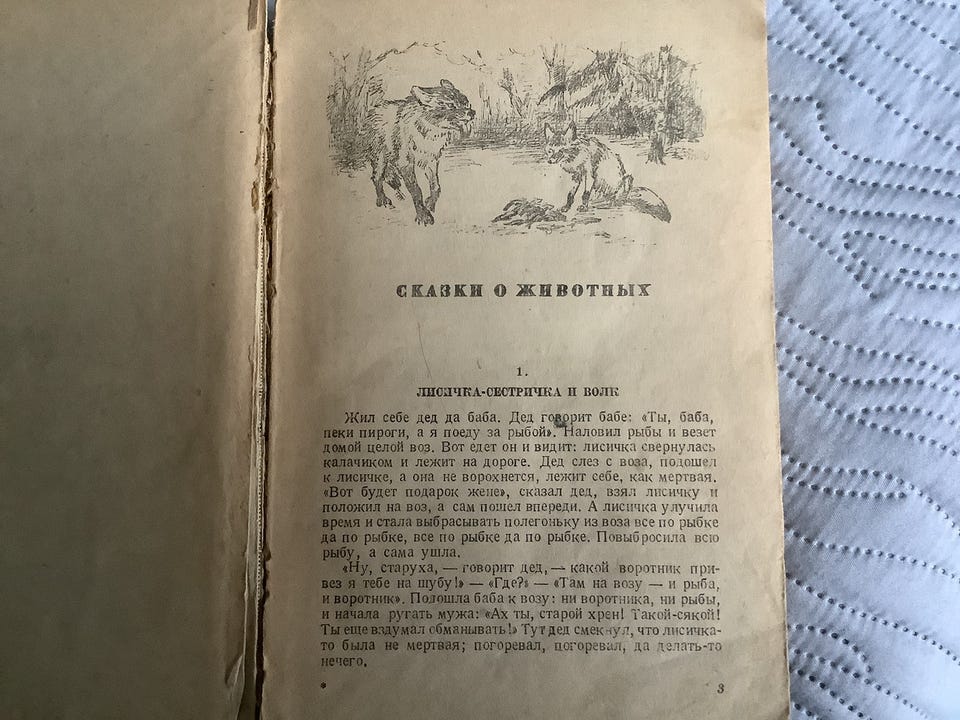 СКАЗКИ О ЖИВОТНЫХ
1.
ЛИСИЧКА-СЕСТРИЧКА И ВОЛК
Жил себе дед да баба. Дед говорит бабе: «Ты, баба,
пеки пироги, а я поеду за рыбой». Наловил рыбы и везет
домой целой воз. Вот едет он и видит: лисичка свернулась
калачиком и лежит на дороге. Дед слез с воза, подошел
к лисичке, а она не ворохнется, лежит себе, как мертвая.
«Вот будет подарок жене», сказал дед, взял лисичку и
положил на воз, а сам пошел впереди. А лисичка улучила
время и стала выбрасывать полегоньку из воза все по рыбке
да по рыбке, все по рыбке да по рыбке. Повыбросила всю
рыбу, а сама ушла.
«Ну, старуха, — говорит дед, — какой воротник при-
вез я тебе на шубу!» — «Где?» — «Там на возу — и рыба,
и воротник». Подошла баба к возу: ни воротника, ни рыбы,
и начала ругать мужа: «Ах ты, старой хрен! Такой-сякой!
Ты еще вздумал обманывать!» Тут дед смекнул, что лисичка-
то была не мертвая; погоревал, погоревал, да делать-то
нечего.
*
3